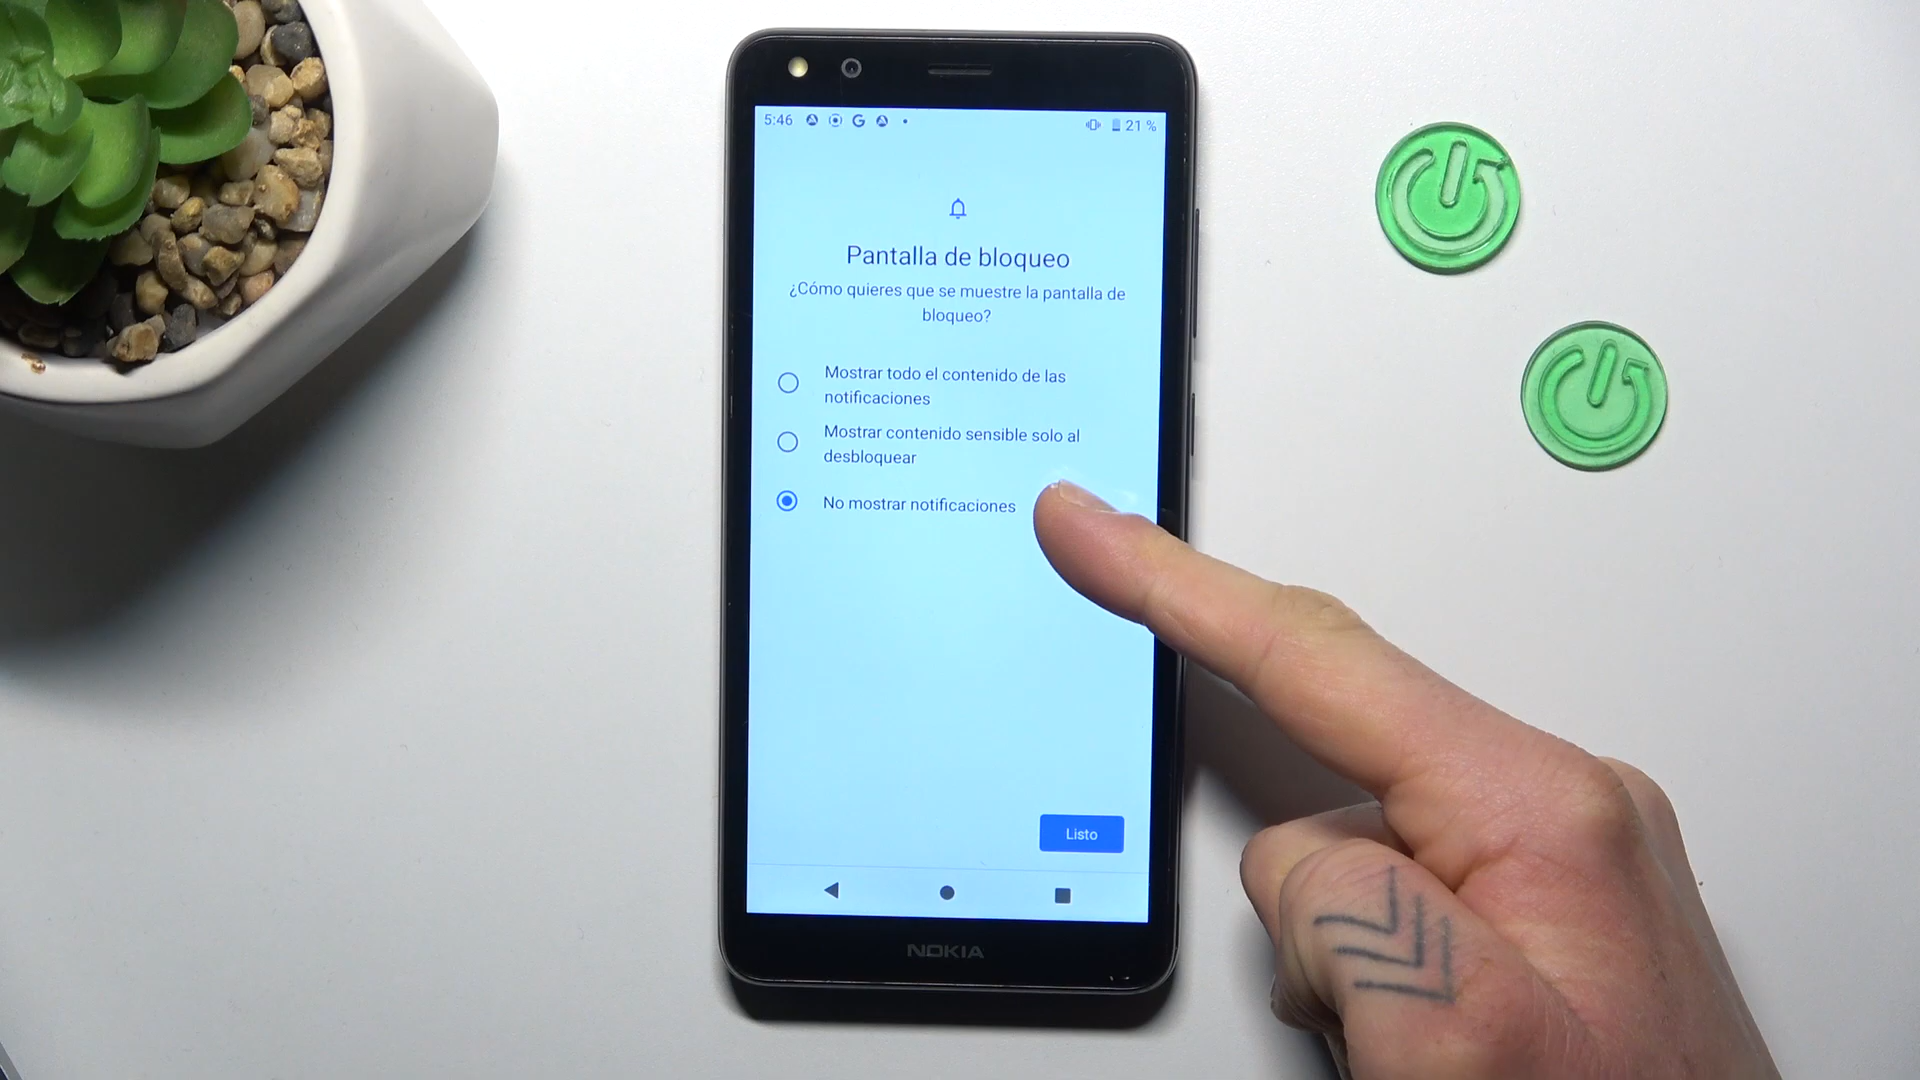 5:46
21 %
Pantalla de bloqueo
¿Cómo quieres que se muestre la pantalla de
bloqueo?
Mostrar todo el contenido de las
notificaciones
Mostrar contenido sensible solo al
desbloquear
No mostrar notificaciones
Listo
NOKIA